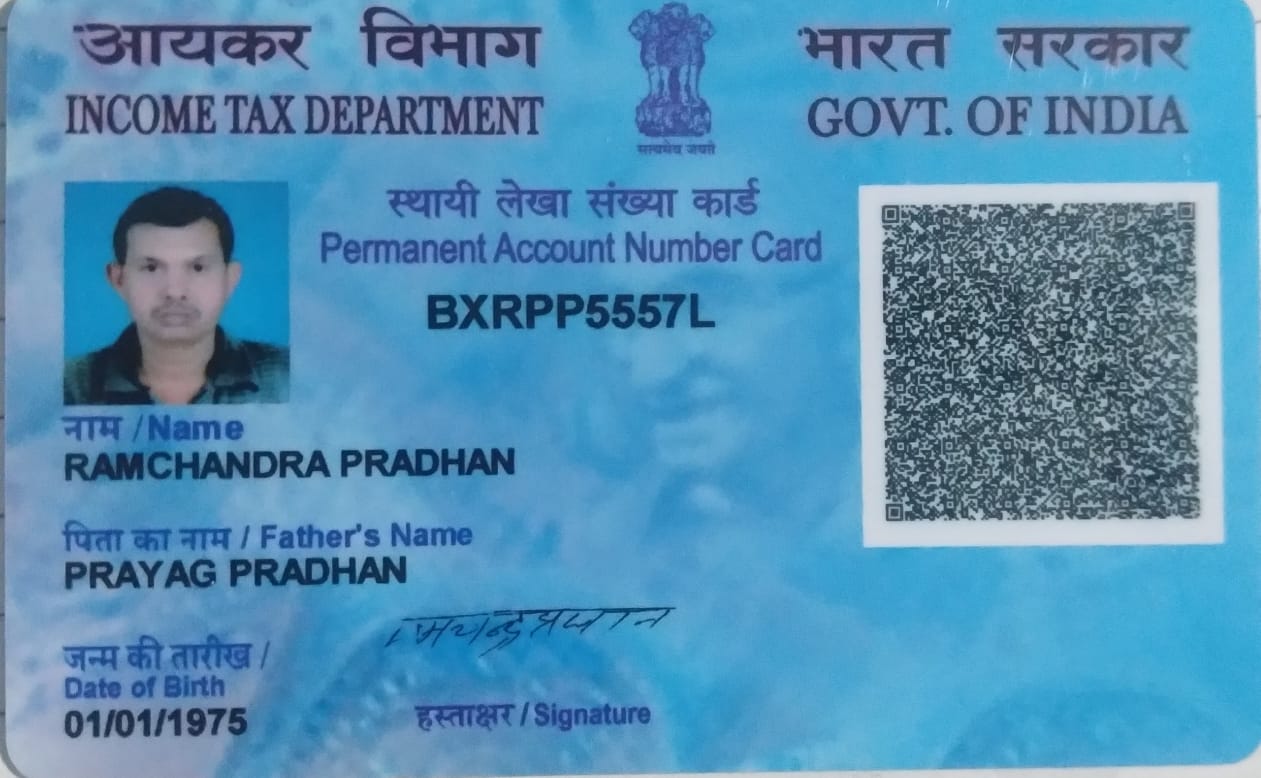 आयकर विभाग
INCOME TAX DEPARTMENT
सत्यमेव जयते
भारत सरकार
GOVT. OF INDIA
स्थायी लेखा संख्या कार्ड
Permanent Account Number Card
BXRPP5557L
नाम /Name
RAMCHANDRA PRADHAN
पिता का नाम / Father's Name
PRAYAG PRADHAN
जन्म की तारीख /
Date of Birth
01/01/1975
रामचन्द्र प्रधान
हस्ताक्षर / Signature